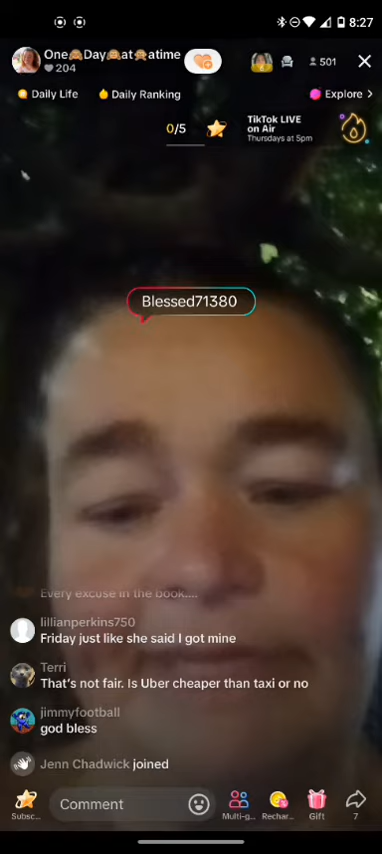 8:27
One🙈Day🙈at🙈atime
204
501
Daily Life
Daily Ranking
Explore >
0/5
TikTok LIVE
on Air
Thursdays at 5pm
Blessed71380
Every excuse in the book....
lillianperkins750
Friday just like she said I got mine
Terri
That's not fair. Is Uber cheaper than taxi or no
jimmyfootball
god bless
Jenn Chadwick joined
Comment
Subsc...
Multi-g...
Rechar...
Gift
7